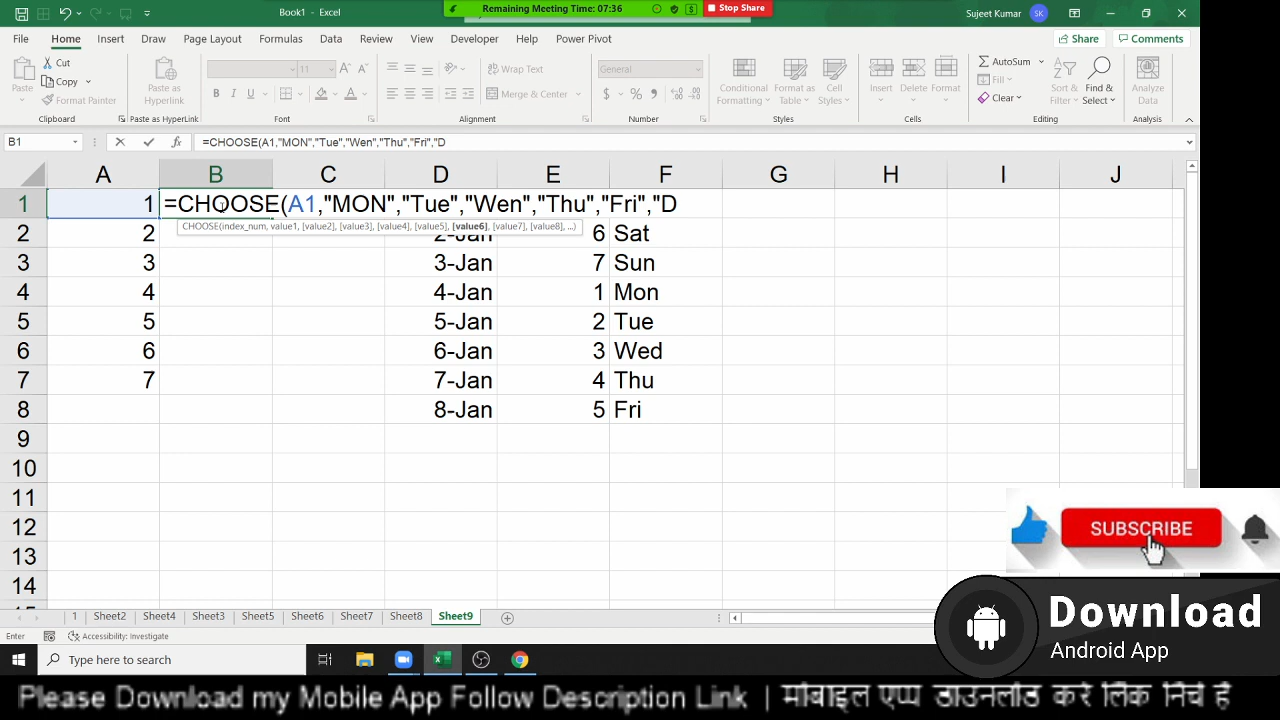 Book1 - Excel
Remaining Meeting Time: 07:36
Stop Share
Sujeet Kumar
SK
File Home Insert Draw Page Layout Formulas Data Review View Developer Help Power Pivot
Share
Comments
Paste
Cut
Copy
Format Painter
Clipboard
Paste as
Hyperlink
Paste as HyperLink
11
B I U
Font
Wrap Text
Merge & Center
Alignment
General
$ %
Number
Conditional
Formatting
Format as
Table
Cell
Styles
Styles
Insert
Delete
Format
Cells
AutoSum
Fill
Clear
Sort &
Filter
Find &
Select
Editing
Analyze
Data
Analysis
B1
fx
=CHOOSE(A1,"MON","Tue","Wen","Thu","Fri","D
A B C D E F G H I J
1 1 =CHOOSE(A1,"MON","Tue","Wen","Thu","Fri","D
CHOOSE(index_num, value1, [value2], [value3], [value4], [value5], [value6], [value7], [value8], ...)
2 2 2-Jan 6 Sat
3 3 3-Jan 7 Sun
4 4 4-Jan 1 Mon
5 5 5-Jan 2 Tue
6 6 6-Jan 3 Wed
7 7 7-Jan 4 Thu
8 8-Jan 5 Fri
9
10
11
12
13
14
15
SUBSCRIBE
Download
Android App
1 Sheet2 Sheet4 Sheet3 Sheet5 Sheet6 Sheet7 Sheet8 Sheet9
Enter
Accessibility: Investigate
Type here to search
Please Download my Mobile App Follow Description Link | मोबाइल एप्प डाउनलोड करे लिंक निचे है